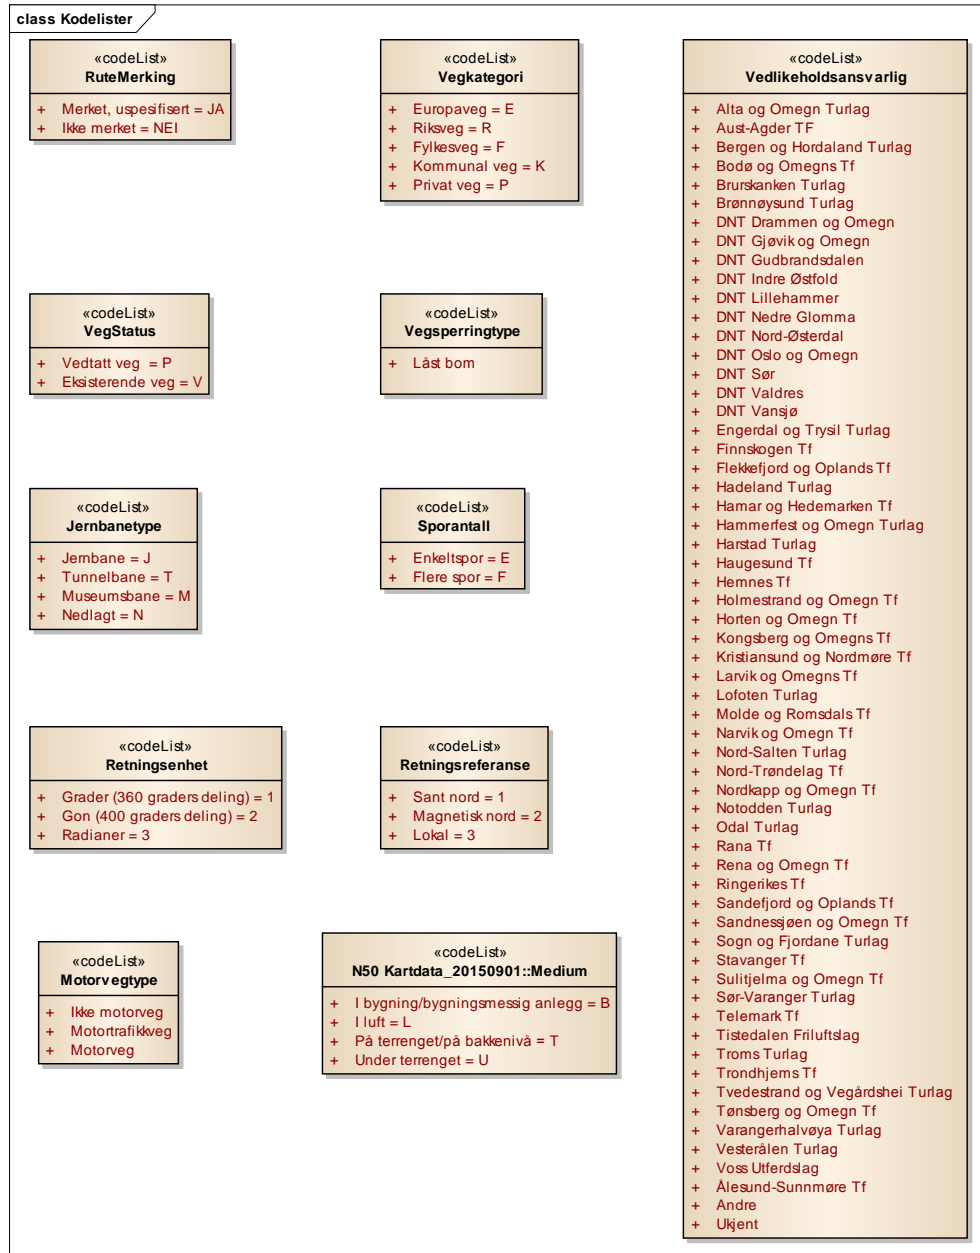 class Kodelister
«codeList»
RuteMerking
+ Merket, uspesifisert = JA
+ Ikke merket = NEI
«codeList»
Vegkategori
+ Europaveg = E
+ Riksveg = R
+ Fylkesveg = F
+ Kommunal veg = K
+ Privat veg = P
«codeList»
VegStatus
+ Vedtatt veg = P
+ Eksisterende veg = V
«codeList»
Vegsperringtype
+ Låst bom
«codeList»
Jernbanetype
+ Jernbane = J
+ Tunnelbane = T
+ Museumsbane = M
+ Nedlagt = N
«codeList»
Sporantall
+ Enkeltspor = E
+ Flere spor = F
«codeList»
Retningsenhet
+ Grader (360 graders deling) = 1
+ Gon (400 graders deling) = 2
+ Radianer = 3
«codeList»
Retningsreferanse
+ Sant nord = 1
+ Magnetisk nord = 2
+ Lokal = 3
«codeList»
Motorvegtype
+ Ikke motorveg
+ Motortrafikkveg
+ Motorveg
«codeList»
N50 Kartdata_20150901::Medium
+ I bygning/bygningsmessig anlegg = B
+ I luft = L
+ På terrenget/på bakkenivå = T
+ Under terrenget = U
«codeList»
Vedlikeholdsansvarlig
+ Alta og Omegn Turlag
+ Aust-Agder TF
+ Bergen og Hordaland Turlag
+ Bodø og Omegns Tf
+ Brurskanken Turlag
+ Brønnøysund Turlag
+ DNT Drammen og Omegn
+ DNT Gjøvik og Omegn
+ DNT Gudbrandsdalen
+ DNT Indre Østfold
+ DNT Lillehammer
+ DNT Nedre Glomma
+ DNT Nord-Østerdal
+ DNT Oslo og Omegn
+ DNT Sør
+ DNT Valdres
+ DNT Vansjø
+ Engerdal og Trysil Turlag
+ Finnskogen Tf
+ Flekkefjord og Oplands Tf
+ Hadeland Turlag
+ Hamar og Hedemarken Tf
+ Hammerfest og Omegn Turlag
+ Harstad Turlag
+ Haugesund Tf
+ Hemnes Tf
+ Holmestrand og Omegn Tf
+ Horten og Omegn Tf
+ Kongsberg og Omegns Tf
+ Kristiansund og Nordmøre Tf
+ Larvik og Omegns Tf
+ Lofoten Turlag
+ Molde og Romsdals Tf
+ Narvik og Omegn Tf
+ Nord-Salten Turlag
+ Nord-Trøndelag Tf
+ Nordkapp og Omegn Tf
+ Notodden Turlag
+ Odal Turlag
+ Rana Tf
+ Rena og Omegn Tf
+ Ringerikes Tf
+ Sandefjord og Oplands Tf
+ Sandnessjøen og Omegn Tf
+ Sogn og Fjordane Turlag
+ Stavanger Tf
+ Sulitjelma og Omegn Tf
+ Sør-Varanger Turlag
+ Telemark Tf
+ Tistedalen Friluftslag
+ Troms Turlag
+ Trondhjems Tf
+ Tvedestrand og Vegårdshei Turlag
+ Tønsberg og Omegn Tf
+ Varangerhalvøya Turlag
+ Vesterålen Turlag
+ Voss Utferdslag
+ Ålesund-Sunnmøre Tf
+ Andre
+ Ukjent